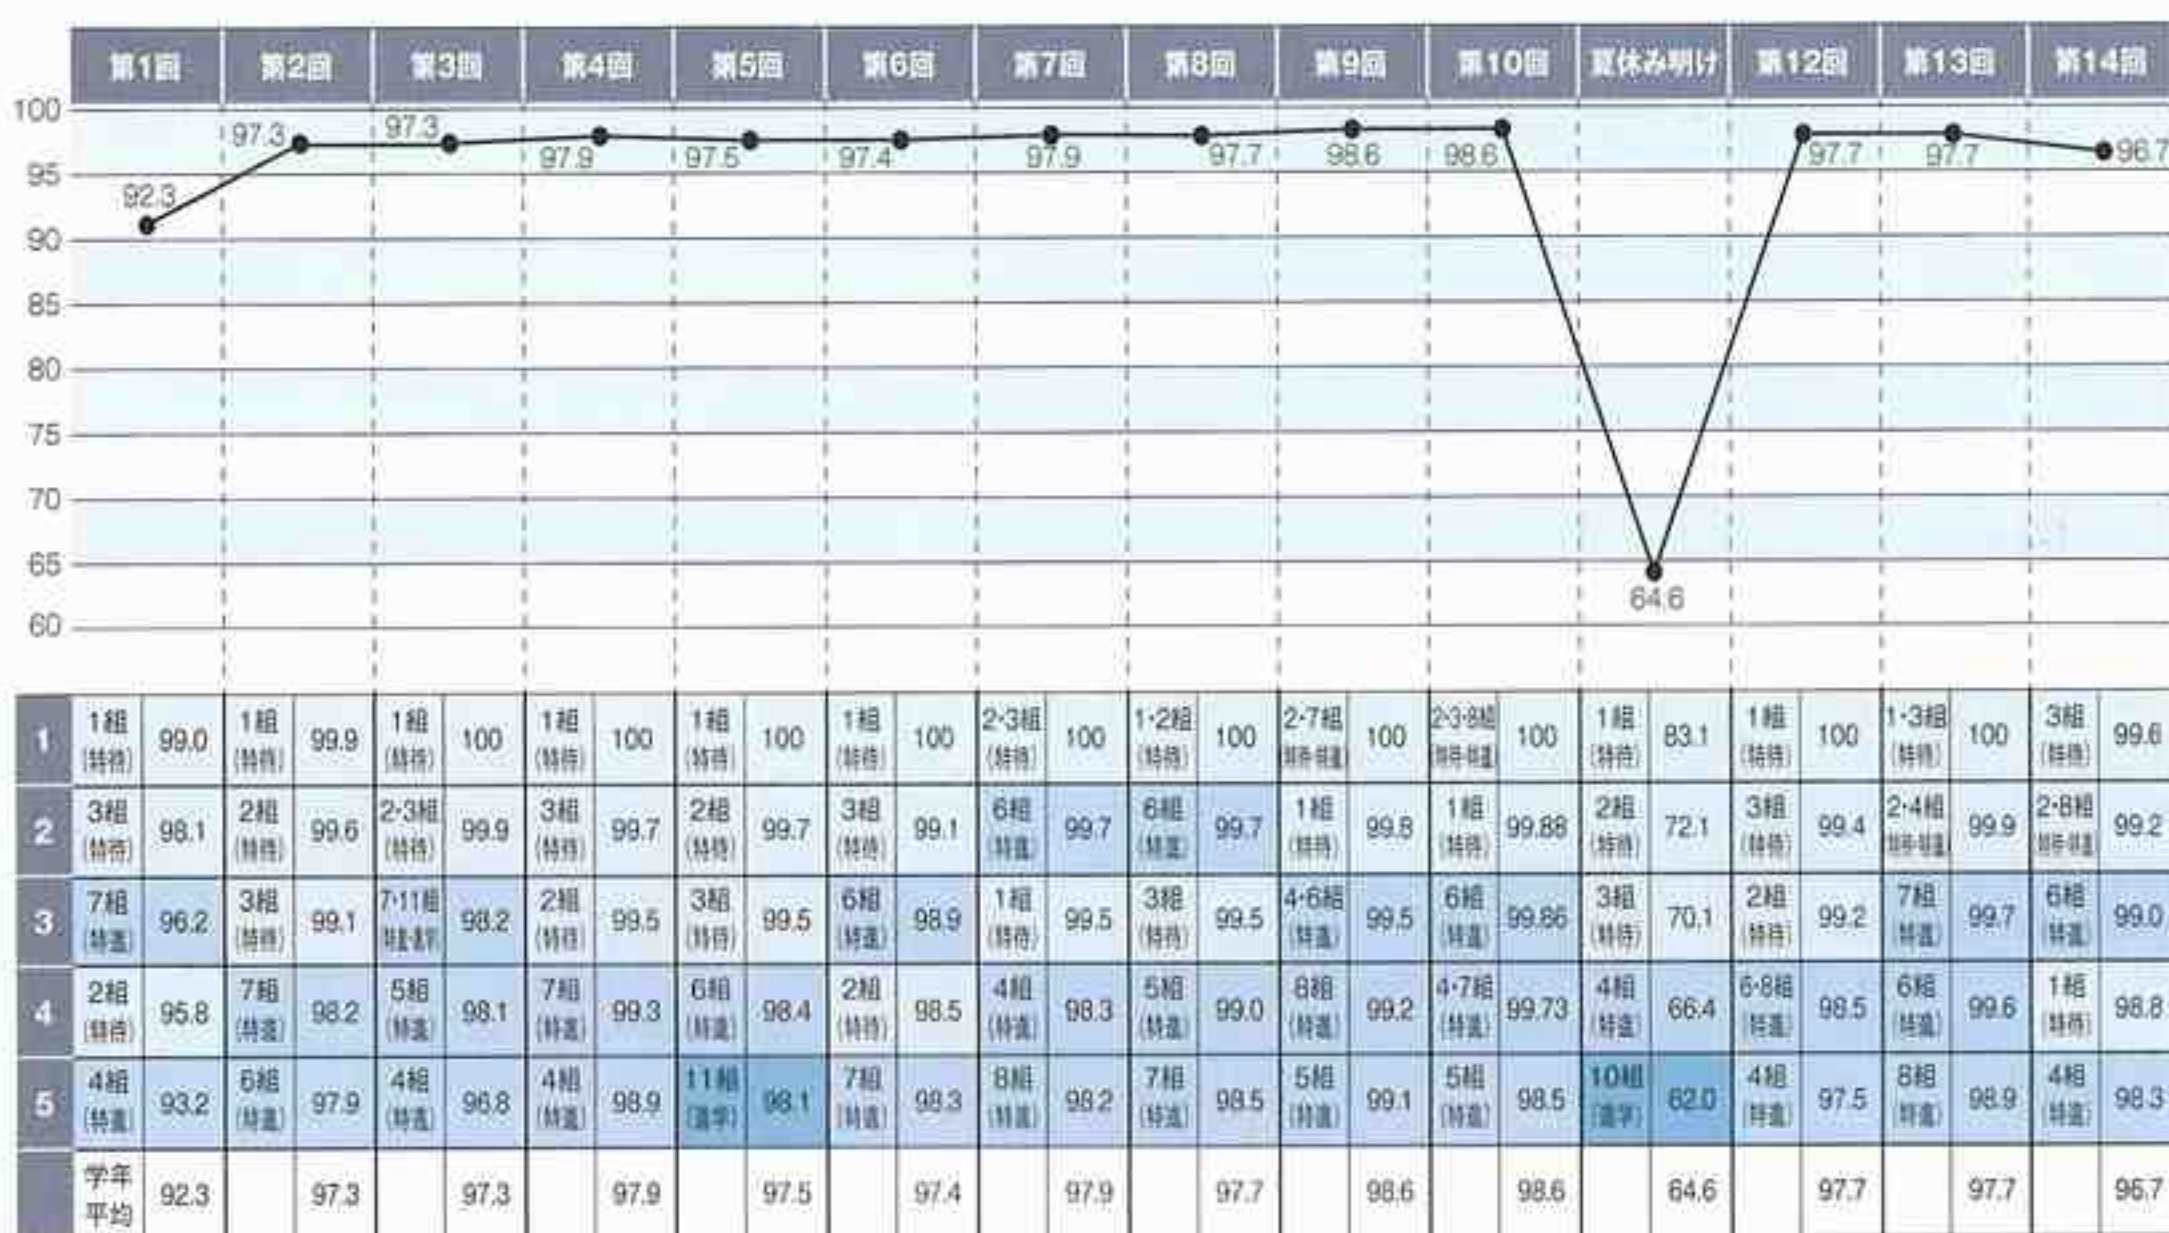 第1回 第2回 第3回 第4回 第5回 第6回 第7回 第8回 第9回 第10回 夏休み明け 第12回 第13回 第14回
100
95
90
85
80
75
70
65
60
92.3 97.3 97.3 97.9 97.5 97.4 97.9 97.7 98.6 98.6 64.6 97.7 97.7 96.7
1 1組 99.0 1組 99.9 1組 100 1組 100 1組 100 1組 100 2・3組 100 1・2組 100 2・7組 100 2・3・8組 100 1組 83.1 1組 100 1・3組 100 3組 99.6
(特待) (特待) (特待) (特待) (特待) (特待) (特待) (特待) (特待・特進) (特待・特進) (特待) (特待) (特待) (特待)
2 3組 98.1 2組 99.6 2・3組 99.9 3組 99.7 2組 99.7 3組 99.1 6組 99.7 6組 99.7 1組 99.8 1組 99.88 2組 72.1 3組 99.4 2・4組 99.9 2・8組 99.2
(特待) (特待) (特待) (特待) (特待) (特待) (特進) (特進) (特待) (特待) (特待) (特待) 特待・特進 特待・特進
3 7組 96.2 3組 99.1 7・11組 98.2 2組 99.5 3組 99.5 6組 98.9 1組 99.5 3組 99.5 4・6組 99.5 6組 99.86 3組 70.1 2組 99.2 7組 99.7 6組 99.0
(特進) (特待) 特進・進学 (特待) (特待) (特進) (特待) (特待) (特進) (特進) (特待) (特待) (特進) (特進)
4 2組 95.8 7組 98.2 5組 98.1 7組 99.3 6組 98.4 2組 98.5 4組 98.3 5組 99.0 8組 99.2 4・7組 99.73 4組 66.4 6・8組 98.5 6組 99.6 1組 98.8
(特待) (特進) (特進) (特進) (特進) (特待) (特進) (特進) (特進) (特進) (特進) (特進) (特進) (特待)
5 4組 93.2 6組 97.9 4組 96.8 4組 98.9 11組 98.1 7組 98.3 8組 98.2 7組 98.5 5組 99.1 5組 98.5 10組 62.0 4組 97.5 8組 98.9 4組 98.3
(特進) (特進) (特進) (特進) (進学) (特進) (特進) (特進) (特進) (特進) (進学) (特進) (特進) (特進)
学年
平均 92.3 97.3 97.3 97.9 97.5 97.4 97.9 97.7 98.6 98.6 64.6 97.7 97.7 96.7